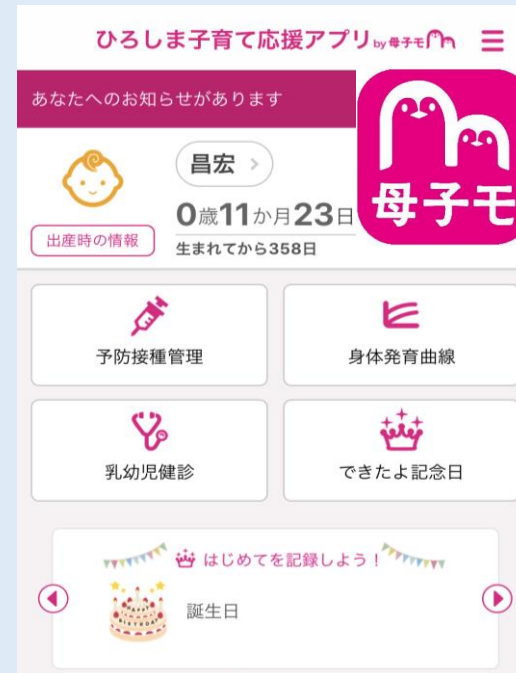 ひろしま子育て応援アプリby母子モ
あなたへのお知らせがあります
母子モ
昌宏 >
0歳11か月23日
生まれてから358日
出産時の情報
予防接種管理
身体発育曲線
乳幼児健診
できたよ記念日
はじめてを記録しよう!
HAPPY
BIRTHDAY
誕生日